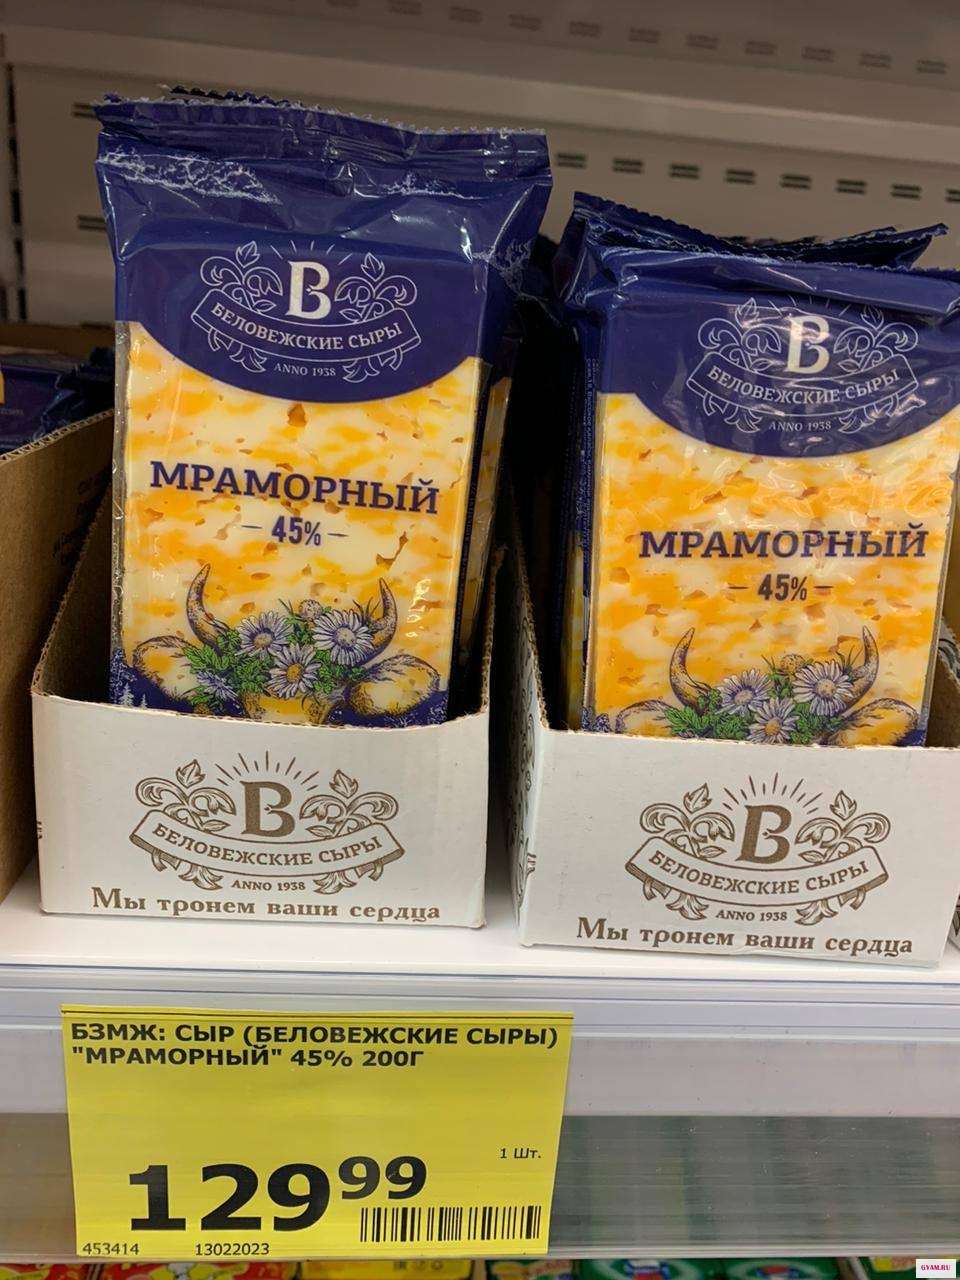 В
БЕЛОВЕЖСКИЕ СЫРЫ
ANNO 1938
МРАМОРНЫЙ
45%
В
БЕЛОВЕЖСКИЕ СЫРЫ
ANNO 1938
МРАМОРНЫЙ
45%
В
БЕЛОВЕЖСКИЕ СЫРЫ
ANNO 1938
Мы тронем ваши сердца
В
БЕЛОВЕЖСКИЕ СЫРЫ
ANNO 1938
Мы тронем ваши сердца
БЗМЖ: СЫР (БЕЛОВЕЖСКИЕ СЫРЫ)
"МРАМОРНЫЙ" 45% 200Г
1 Шт.
129 99
453414 13022023
GYAM.RU